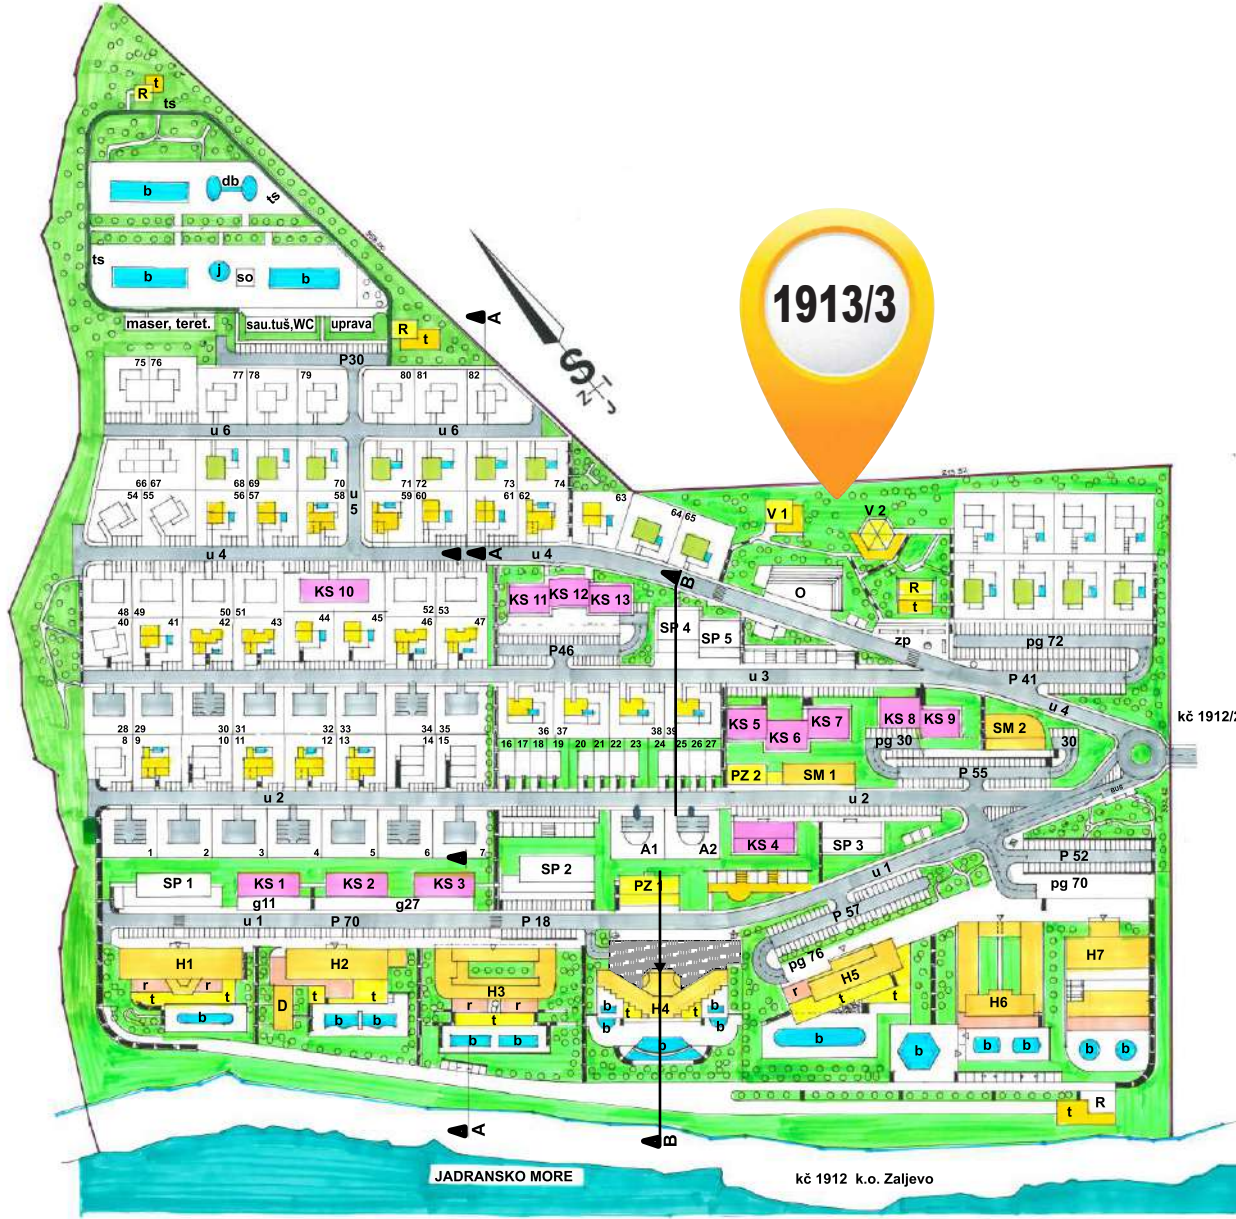 t
R
ts
b
db
ts
ts
b
j
so
b
maser, teret.
sau.tuš,WC
uprava
R
t
P30
A
S
Z
I
J
1913/3
75 76
77 78
79
80 81
82
u 6
u 6
66 67
68 69
70
71 72
73
74
54 55
56 57
58
59 60
61 62
63
64 65
u 5
u 4
u 4
A
B
V 1
V 2
O
R
t
zp
pg 72
P 41
u 4
KS 10
KS 11
KS 12
KS 13
SP 4
SP 5
P46
48 49
50 51
52 53
40
41
42
43
44
45
46
47
u 3
28 29
30 31
32 33
34 35
36 37
38 39
8 9
10 11
12 13
14 15
16 17 18 19 20 21 22 23 24 25 26 27
KS 5
KS 6
KS 7
KS 8
KS 9
SM 2
pg 30
30
P 55
PZ 2
SM 1
kč 1912/2
BUS
u 2
u 2
1
2
3
4
5
6
7
A1
A2
KS 4
SP 3
P 52
pg 70
SP 1
KS 1
KS 2
KS 3
SP 2
PZ 1
u 1
g11
g27
u 1
P 70
P 18
P 57
pg 76
H1
H2
H3
H4
H5
H6
H7
r
r
t
t
b
D
t
t
b
b
r
r
t
b
b
b
b
t
t
b
b
b
r
t
t
b
b
b
b
b
b
t
R
A
B
JADRANSKO MORE
kč 1912 k.o. Zaljevo